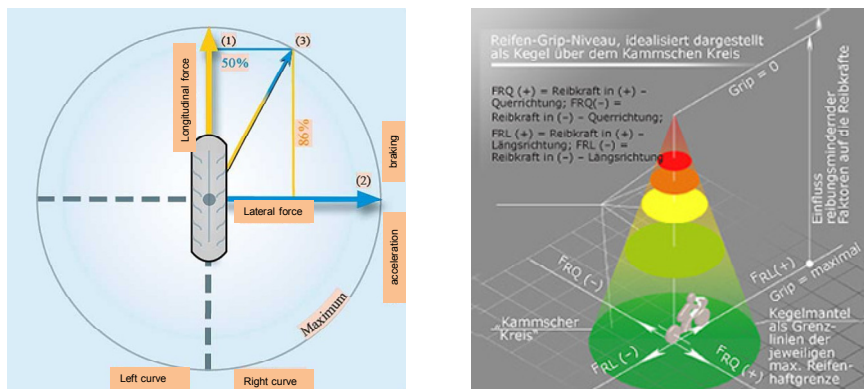 (1)
(3)
50%
Longitudinal force
86%
braking
(2)
Lateral force
acceleration
Maximum
Left curve
Right curve
Reifen-Grip-Niveau, idealisiert dargestellt
als Kegel über dem Kammschen Kreis
FRQ (+) = Reibkraft in (+) –
Querrichtung; FRQ(–) =
Reibkraft in (–) – Querrichtung;
FRL (+) = Reibkraft in (+) –
Längsrichtung; FRL (–) =
Reibkraft in (–) – Längsrichtung
Grip = 0
Einfluss
reibungsmindernder
Faktoren auf die Reibkräfte
FRQ (–)
FRL(+)
Grip = maximal
"Kammscher
Kreis"
FRL (–)
FRQ (+)
Kegelmantel
als Grenz-
linien der
jeweiligen
max. Reifen-
haftgrenze